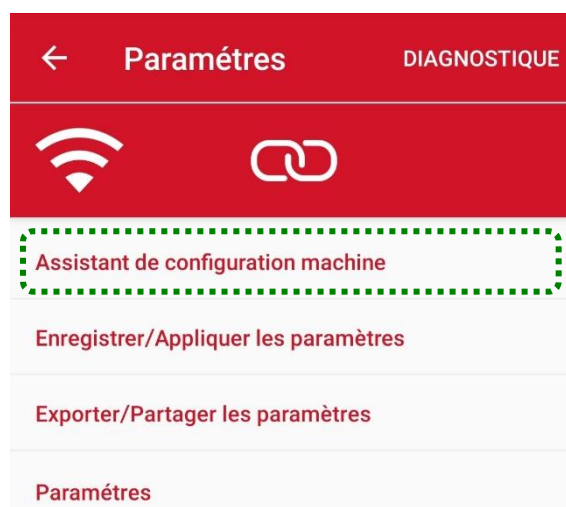 Paramétres DIAGNOSTIQUE
Assistant de configuration machine
Enregistrer/Appliquer les paramètres
Exporter/Partager les paramètres
Paramétres